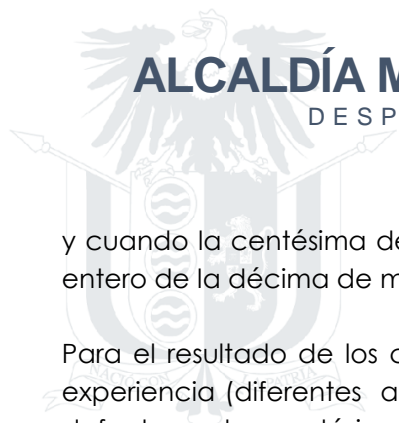 ALCALDÍA M
DESP
y cuando la centésima de
entero de la décima de m
Para el resultado de los
experiencia (diferentes a